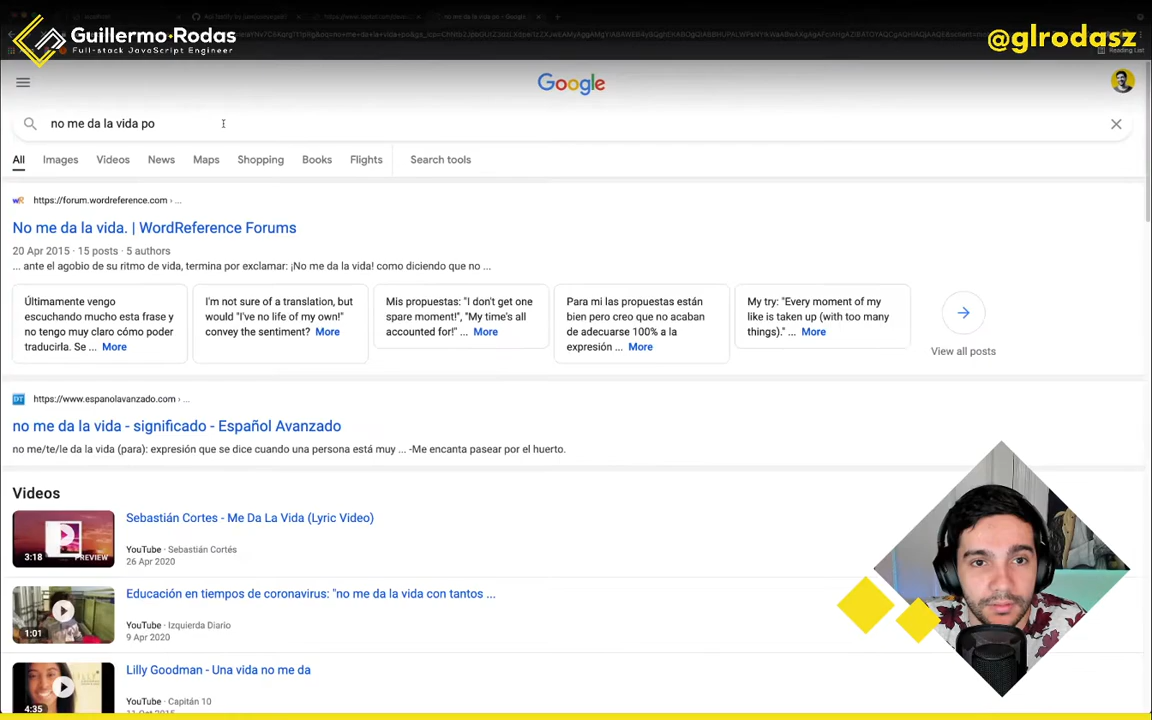 Guillermo Rodas
Full-stack JavaScript Engineer
@glrodasz
Reading List
Google
no me da la vida po
All Images Videos News Maps Shopping Books Flights Search tools
wR https://forum.wordreference.com › ...
No me da la vida. | WordReference Forums
20 Apr 2015 · 15 posts · 5 authors
... ante el agobio de su ritmo de vida, termina por exclamar: ¡No me da la vida! como diciendo que no ...
Últimamente vengo
escuchando mucho esta frase y
no tengo muy claro cómo poder
traducirla. Se ... More
I'm not sure of a translation, but
would "I've no life of my own!"
convey the sentiment? More
Mis propuestas: "I don't get one
spare moment!", "My time's all
accounted for!" ... More
Para mi las propuestas están
bien pero creo que no acaban
de adecuarse 100% a la
expresión ... More
My try: "Every moment of my
like is taken up (with too many
things)." ... More
View all posts
DT https://www.espanolavanzado.com › ...
no me da la vida - significado - Español Avanzado
no me/te/le da la vida (para): expresión que se dice cuando una persona está muy ... -Me encanta pasear por el huerto.
Videos
Sebastián Cortes - Me Da La Vida (Lyric Video)
3:18 PREVIEW
YouTube · Sebastián Cortés
26 Apr 2020
Educación en tiempos de coronavirus: "no me da la vida con tantos ...
1:01
YouTube · Izquierda Diario
9 Apr 2020
Lilly Goodman - Una vida no me da
4:35
YouTube · Capitán 10